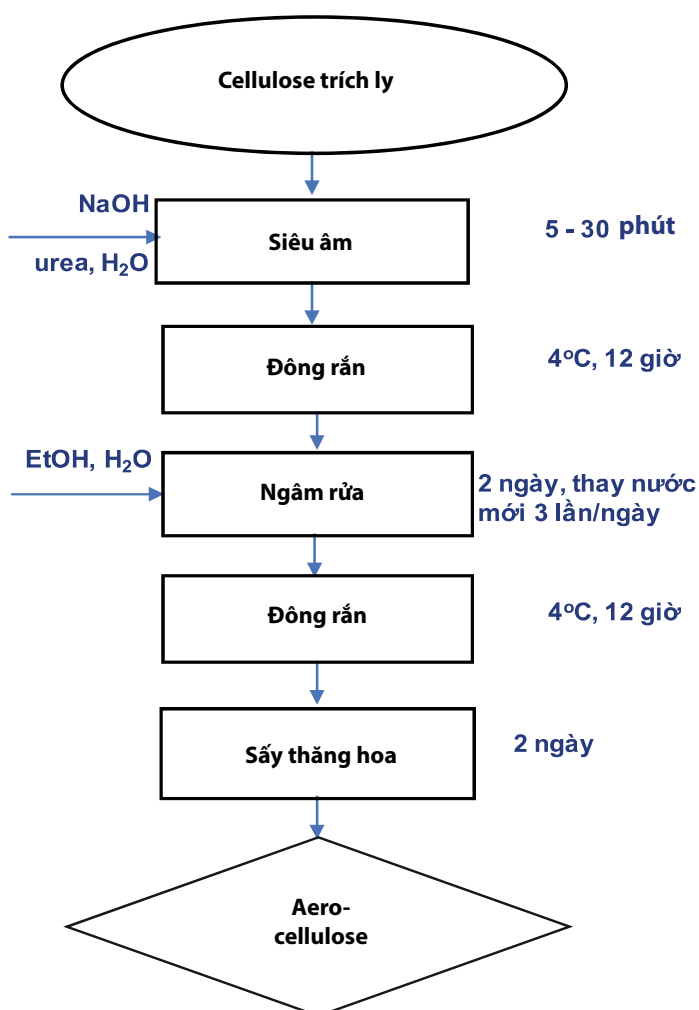 Cellulose trích ly
NaOH
urea, H₂O
Siêu âm
5 - 30 phút
Đông rắn
4°C, 12 giờ
EtOH, H₂O
Ngâm rửa
2 ngày, thay nước
mới 3 lần/ngày
Đông rắn
4°C, 12 giờ
Sấy thăng hoa
2 ngày
Aero-
cellulose